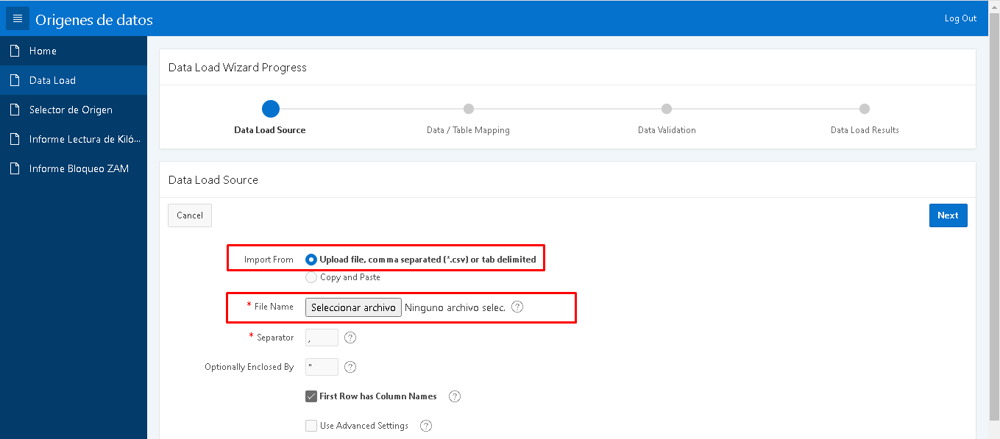 Origenes de datos
Log Out
Home
Data Load
Selector de Origen
Informe Lectura de Kiló...
Informe Bloqueo ZAM
Data Load Wizard Progress
Data Load Source
Data / Table Mapping
Data Validation
Data Load Results
Data Load Source
Cancel
Next
Import From
Upload file, comma separated (*.csv) or tab delimited
Copy and Paste
* File Name
Seleccionar archivo Ninguno archivo selec. ?
* Separator , ?
Optionally Enclosed By " ?
First Row has Column Names ?
Use Advanced Settings ?